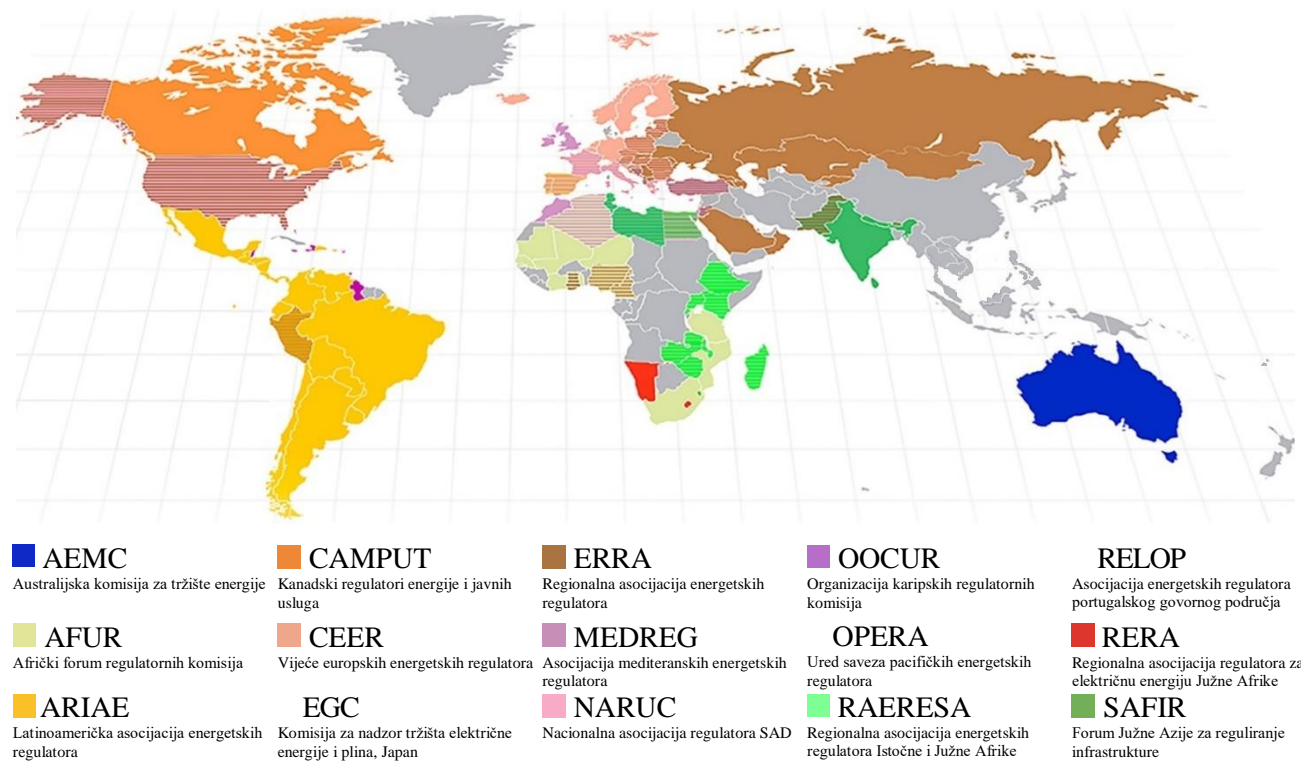 AEMC
Australijska komisija za tržište energije
CAMPUT
Kanadski regulatori energije i javnih
usluga
ERRA
Regionalna asocijacija energetskih
regulatora
OOCUR
Organizacija karipskih regulatornih
komisija
RELOP
Asocijacija energetskih regulatora
portugalskog govornog područja
AFUR
Afrički forum regulatornih komisija
CEER
Vijeće europskih energetskih regulatora
MEDREG
Asocijacija mediteranskih energetskih
regulatora
OPERA
Ured saveza pacifičkih energetskih
regulatora
RERA
Regionalna asocijacija regulatora za
električnu energiju Južne Afrike
ARIAE
Latinoamerička asocijacija energetskih
regulatora
EGC
Komisija za nadzor tržišta električne
energije i plina, Japan
NARUC
Nacionalna asocijacija regulatora SAD
RAERESA
Regionalna asocijacija energetskih
regulatora Istočne i Južne Afrike
SAFIR
Forum Južne Azije za reguliranje
infrastrukture